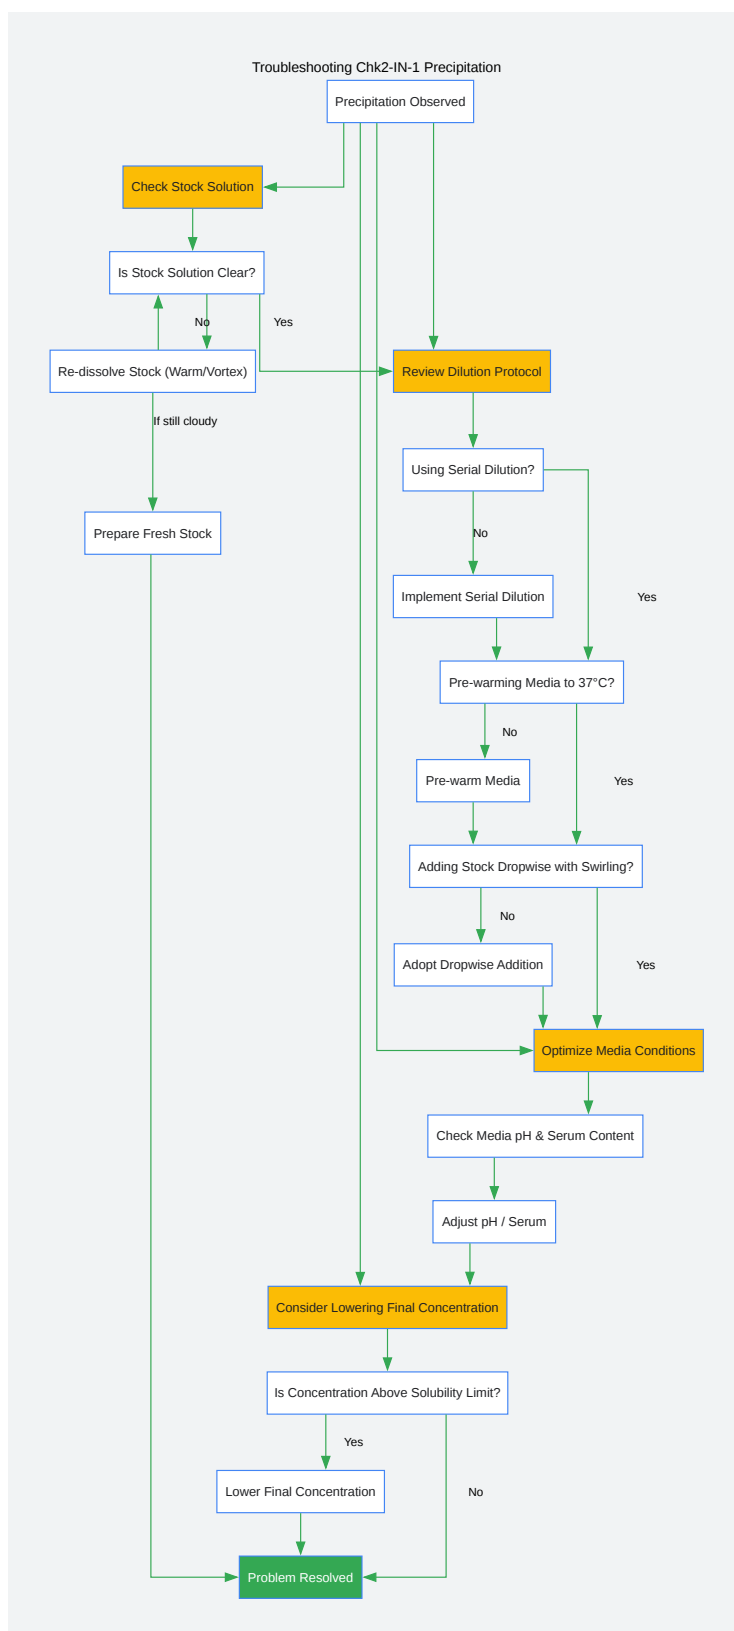 Troubleshooting Chk2-IN-1 Precipitation
Precipitation Observed
Check Stock Solution
Is Stock Solution Clear?
No
Yes
Re-dissolve Stock (Warm/Vortex)
Review Dilution Protocol
If still cloudy
Using Serial Dilution?
Prepare Fresh Stock
No
Implement Serial Dilution
Yes
Pre-warming Media to 37°C?
No
Pre-warm Media
Yes
Adding Stock Dropwise with Swirling?
No
Adopt Dropwise Addition
Yes
Optimize Media Conditions
Check Media pH & Serum Content
Adjust pH / Serum
Consider Lowering Final Concentration
Is Concentration Above Solubility Limit?
Yes
Lower Final Concentration
No
Problem Resolved